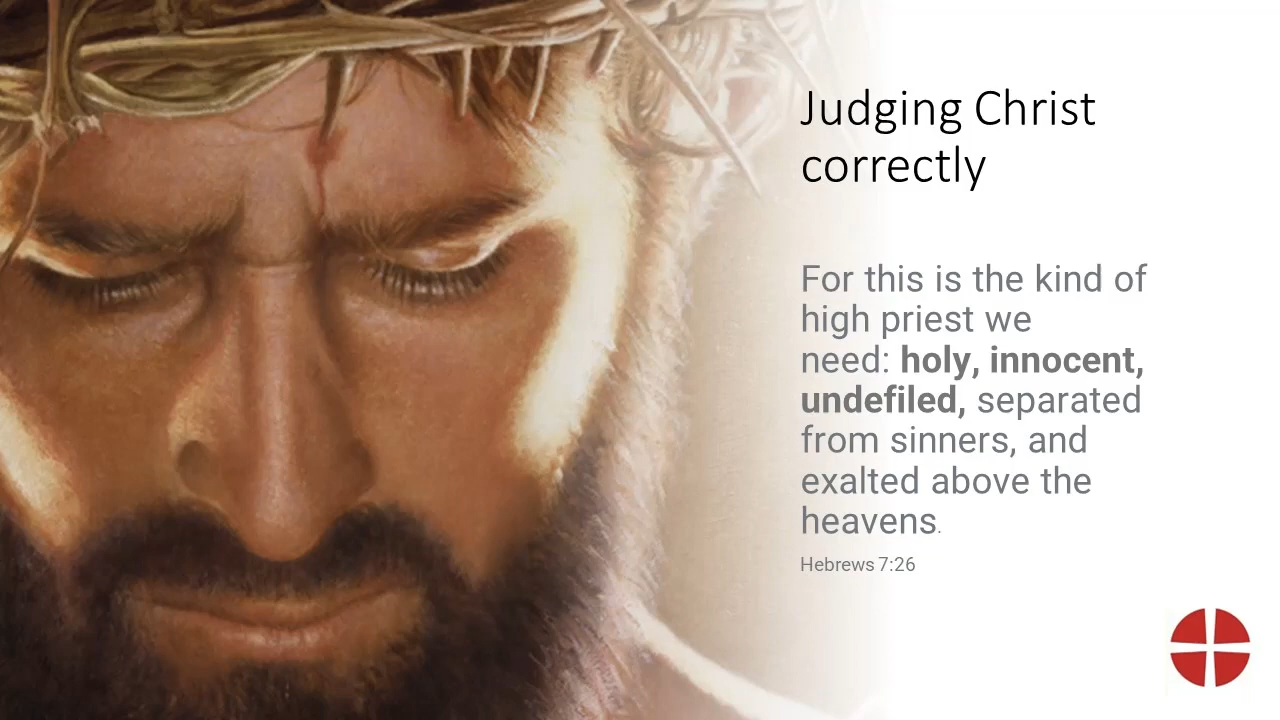 Judging Christ
correctly
For this is the kind of
high priest we
need: holy, innocent,
undefiled, separated
from sinners, and
exalted above the
heavens.
Hebrews 7:26